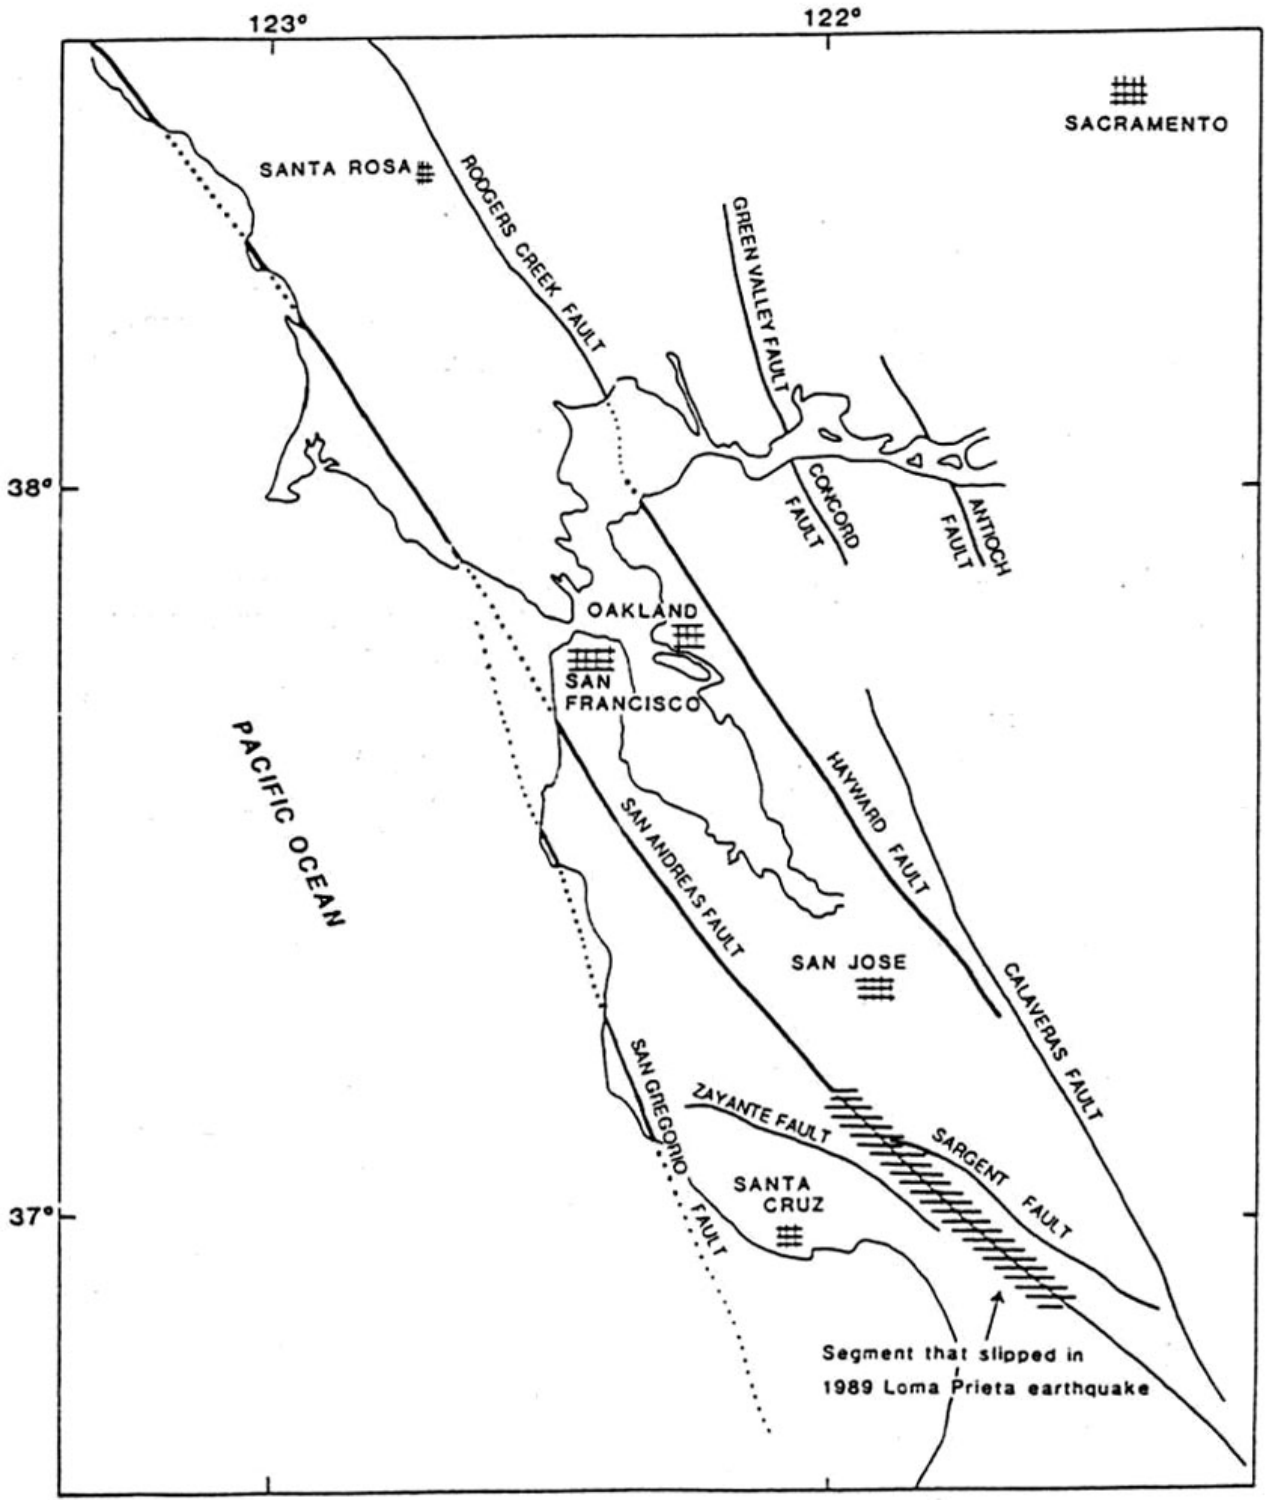 123°
122°
SACRAMENTO
SANTA ROSA
RODGERS CREEK FAULT
GREEN VALLEY FAULT
38°
CONCORD
FAULT
ANTIOCH
FAULT
OAKLAND
SAN
FRANCISCO
PACIFIC OCEAN
HAYWARD FAULT
SAN ANDREAS FAULT
SAN JOSE
CALAVERAS FAULT
SAN GREGORIO FAULT
ZAYANTE FAULT
SARGENT FAULT
SANTA
CRUZ
37°
Segment that slipped in
1989 Loma Prieta earthquake